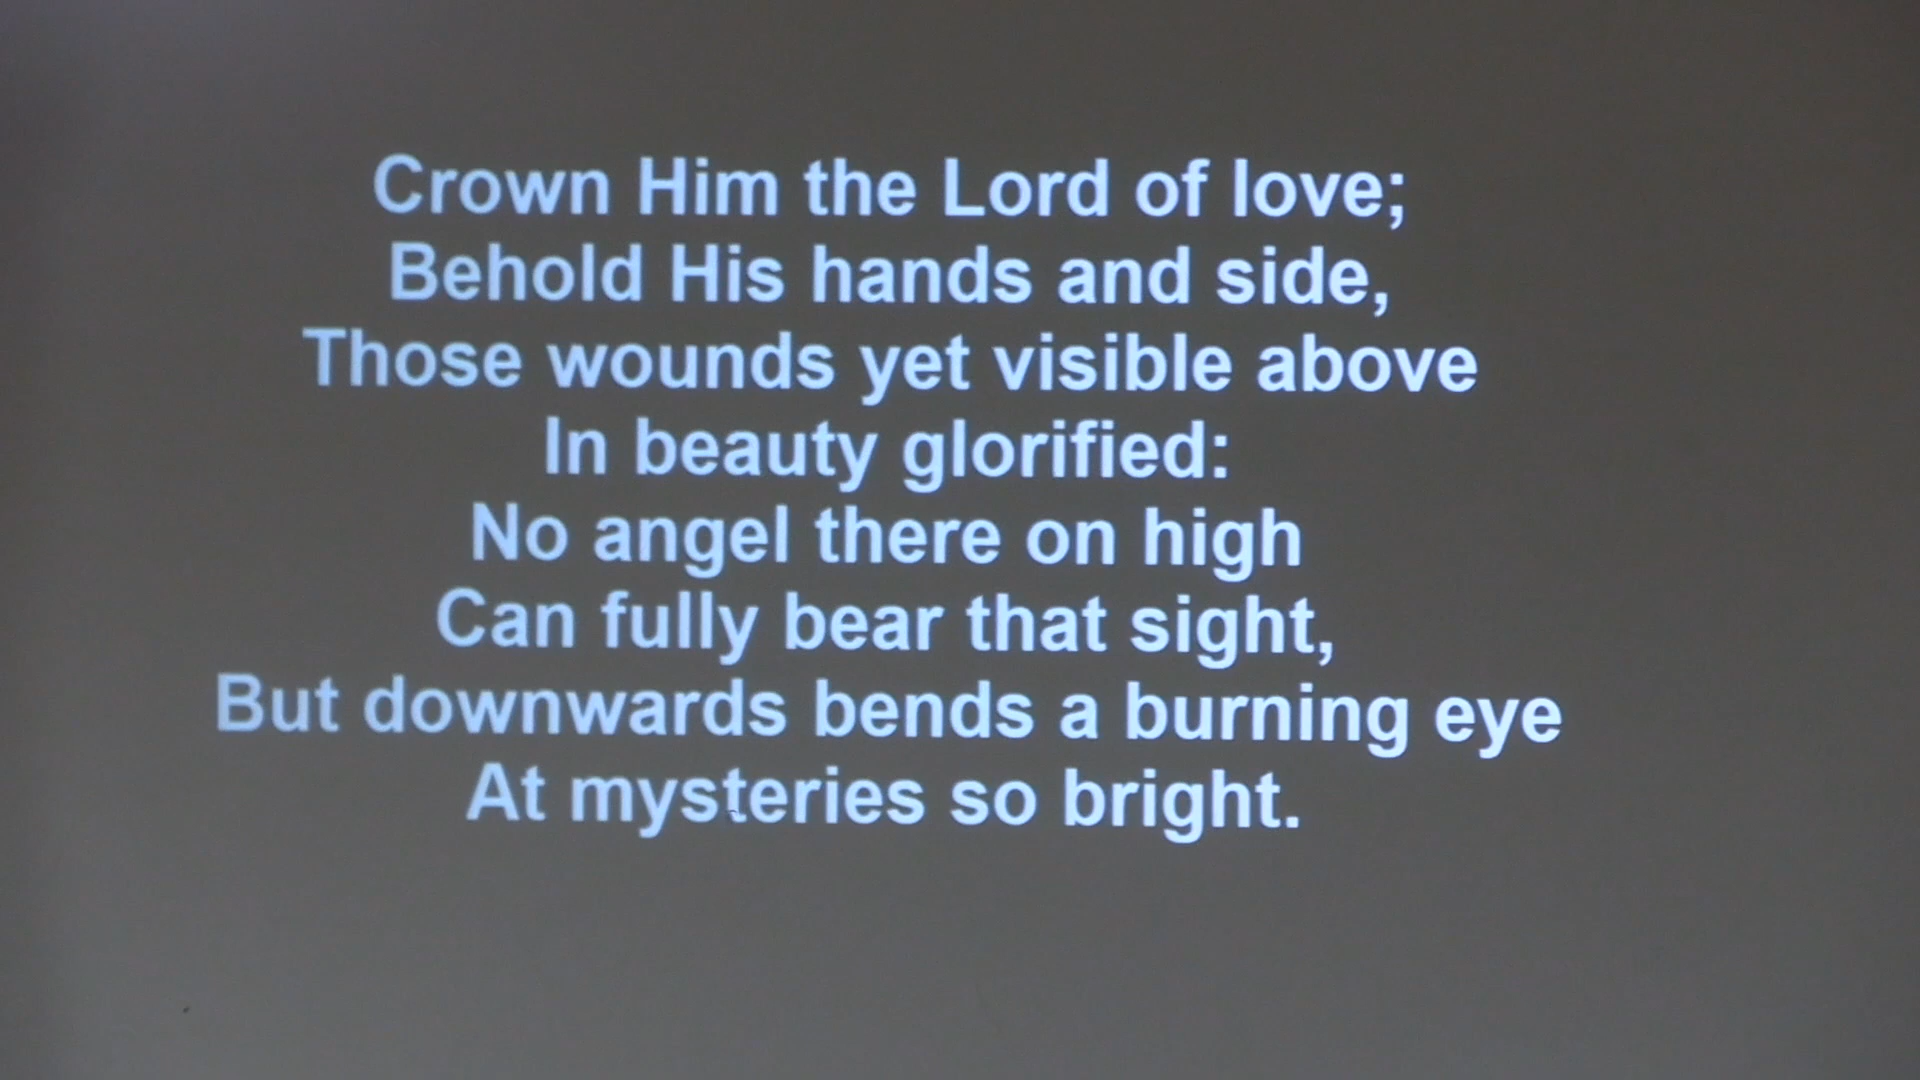 Crown Him the Lord of love;
Behold His hands and side,
Those wounds yet visible above
In beauty glorified:
No angel there on high
Can fully bear that sight,
But downwards bends a burning eye
At mysteries so bright.